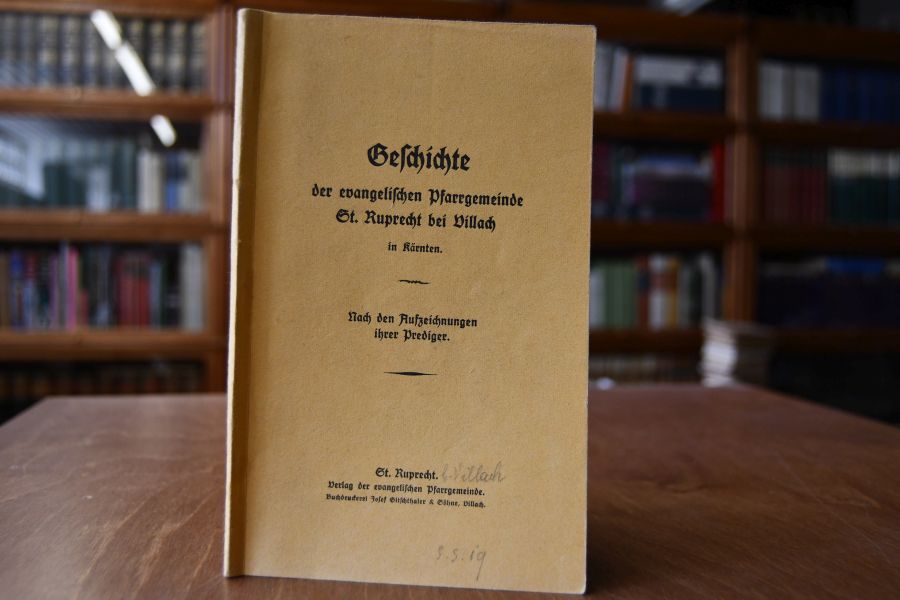 Geschichte
der evangelischen Pfarrgemeinde
St. Ruprecht bei Villach
in Kärnten.
Nach den Aufzeichnungen
ihrer Prediger.
St. Ruprecht. b. Villach
Verlag der evangelischen Pfarrgemeinde.
Buchdruckerei Josef Gitschthaler & Söhne, Villach.